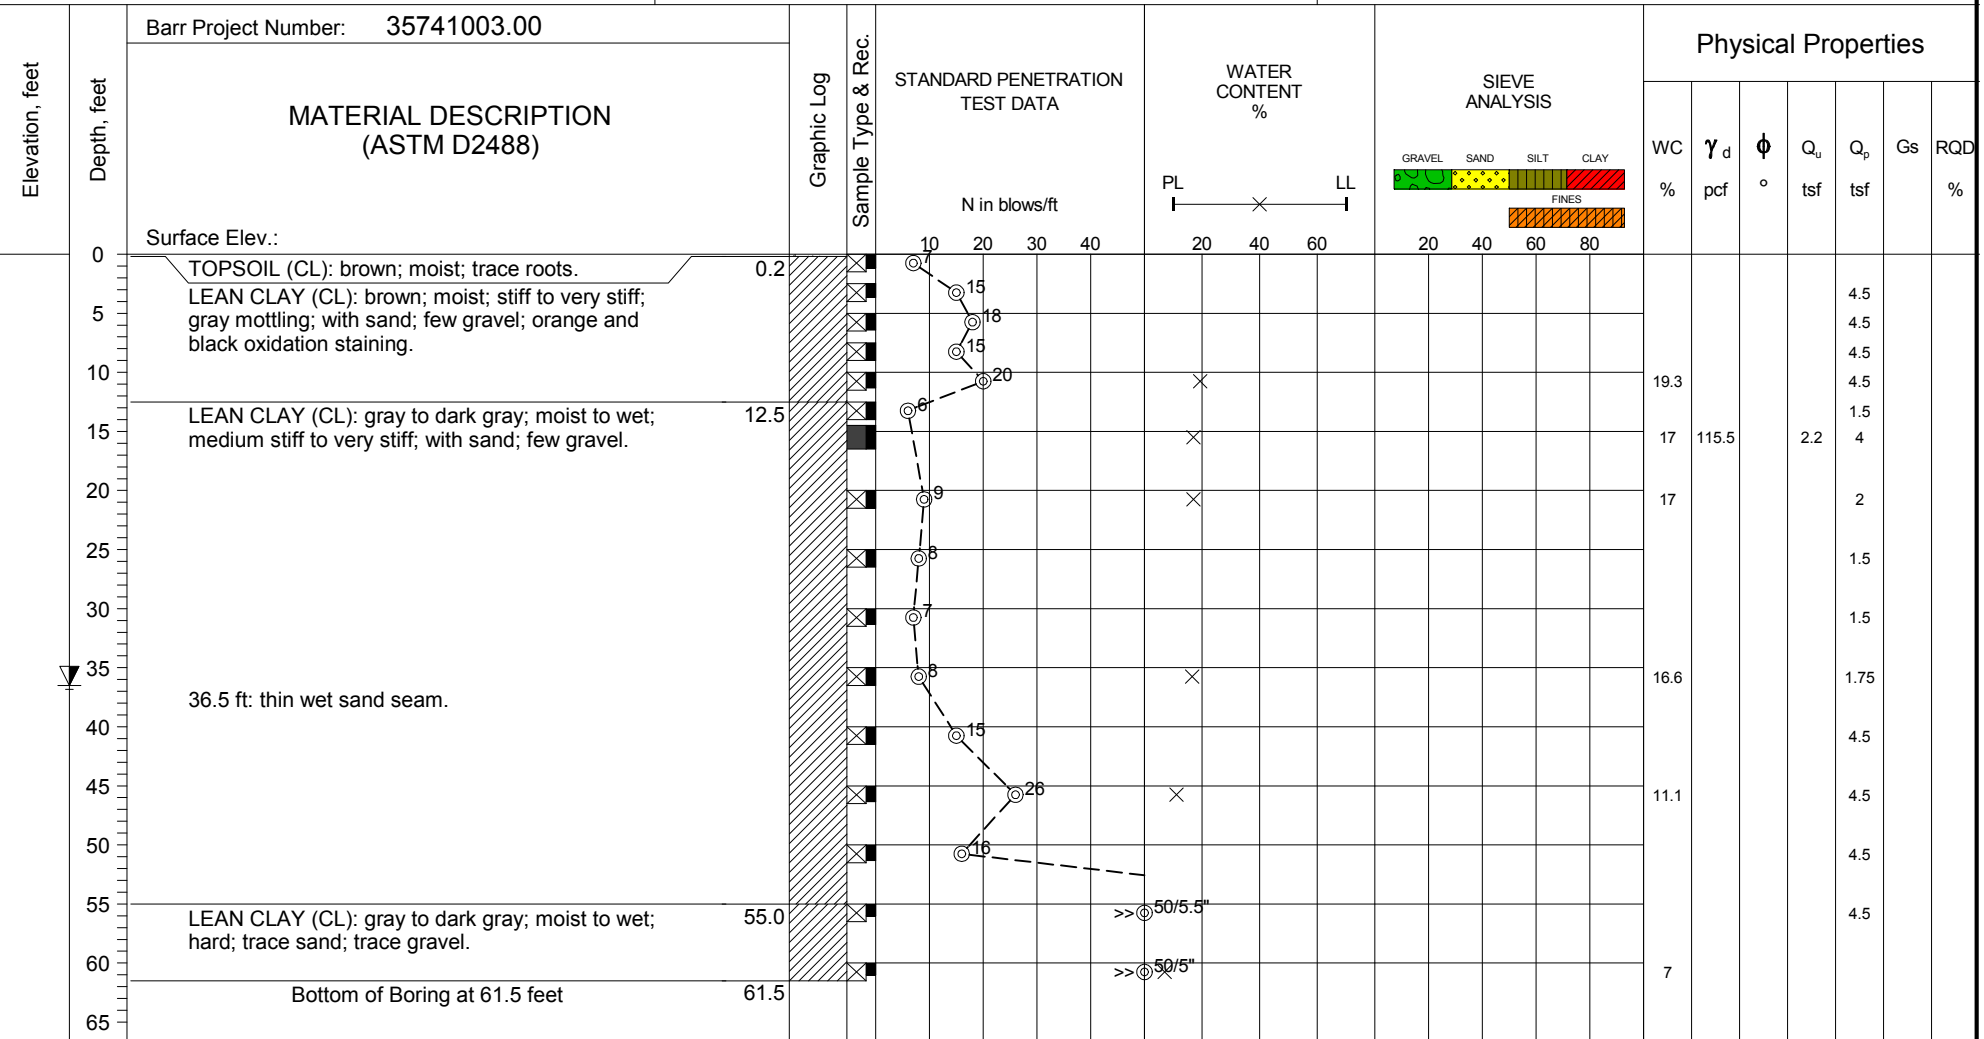 Barr Project Number: 35741003.00
Elevation, feet
Depth, feet
MATERIAL DESCRIPTION
(ASTM D2488)
Surface Elev.:
Graphic Log
Sample Type & Rec.
STANDARD PENETRATION
TEST DATA
N in blows/ft
10 20 30 40
WATER
CONTENT
%
PL LL
20 40 60
SIEVE
ANALYSIS
GRAVEL SAND SILT CLAY
FINES
20 40 60 80
Physical Properties
WC γd ϕ Qu Qp Gs RQD
% pcf ° tsf tsf %
0
TOPSOIL (CL): brown; moist; trace roots. 0.2
7
LEAN CLAY (CL): brown; moist; stiff to very stiff;
15 4.5
5
gray mottling; with sand; few gravel; orange and
18 4.5
black oxidation staining.
15 4.5
10
20 19.3 4.5
LEAN CLAY (CL): gray to dark gray; moist to wet; 12.5
6 1.5
15
medium stiff to very stiff; with sand; few gravel.
17 115.5 2.2 4
20
9 17 2
25
8 1.5
30
7 1.5
35
8 16.6 1.75
36.5 ft: thin wet sand seam.
40
15 4.5
45
26 11.1 4.5
50
16 4.5
55
LEAN CLAY (CL): gray to dark gray; moist to wet; 55.0
>> 50/5.5" 4.5
hard; trace sand; trace gravel.
60
>> 50/5" 7
Bottom of Boring at 61.5 feet 61.5
65